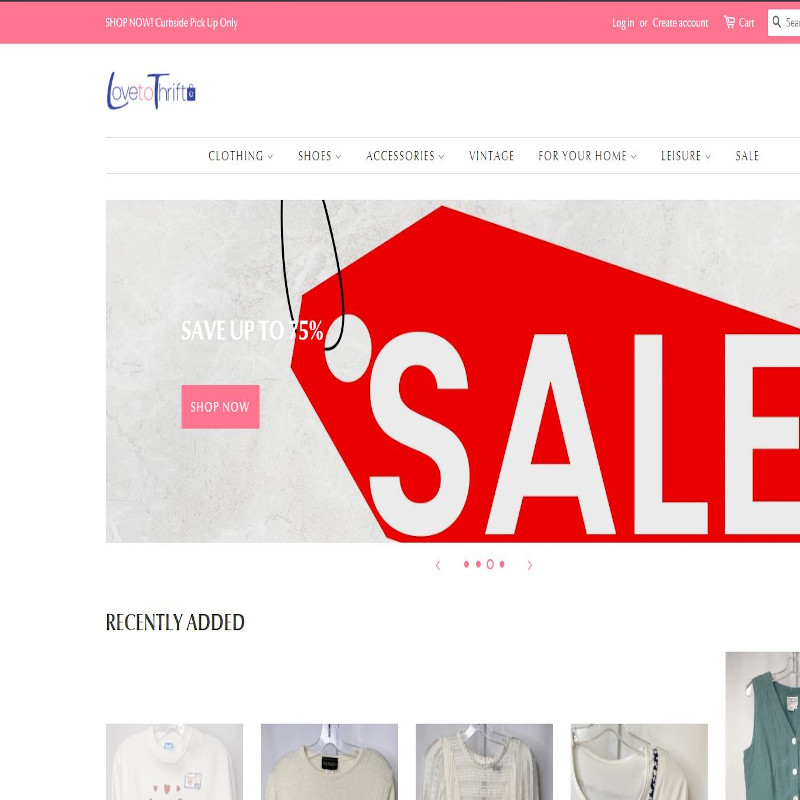 SHOP NOW! Curbside Pick Up Only
Log in or Create account Cart
LovetoThrift
CLOTHING SHOES ACCESSORIES VINTAGE FOR YOUR HOME LEISURE SALE
SAVE UP TO 75%
SHOP NOW
SALE
RECENTLY ADDED